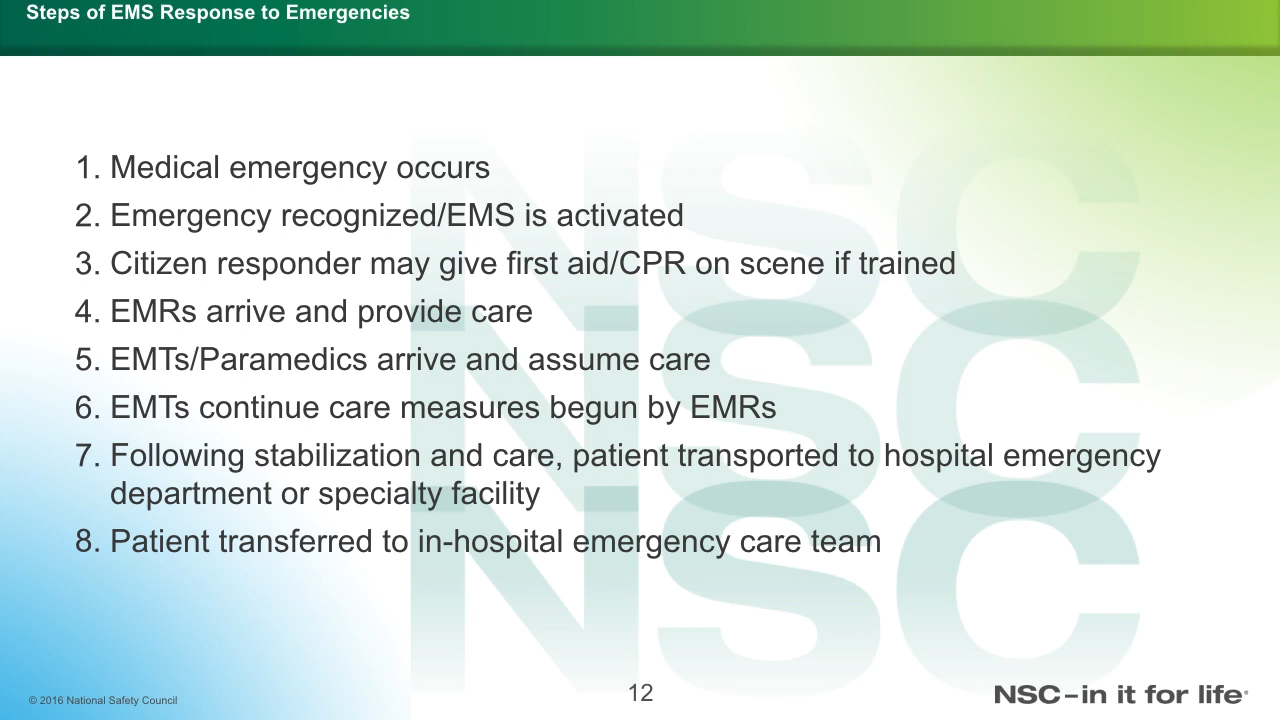 Steps of EMS Response to Emergencies
1. Medical emergency occurs
2. Emergency recognized/EMS is activated
3. Citizen responder may give first aid/CPR on scene if trained
4. EMRs arrive and provide care
5. EMTs/Paramedics arrive and assume care
6. EMTs continue care measures begun by EMRs
7. Following stabilization and care, patient transported to hospital emergency
department or specialty facility
8. Patient transferred to in-hospital emergency care team
NSC
NSC
NSC
© 2016 National Safety Council
12
NSC–in it for life®